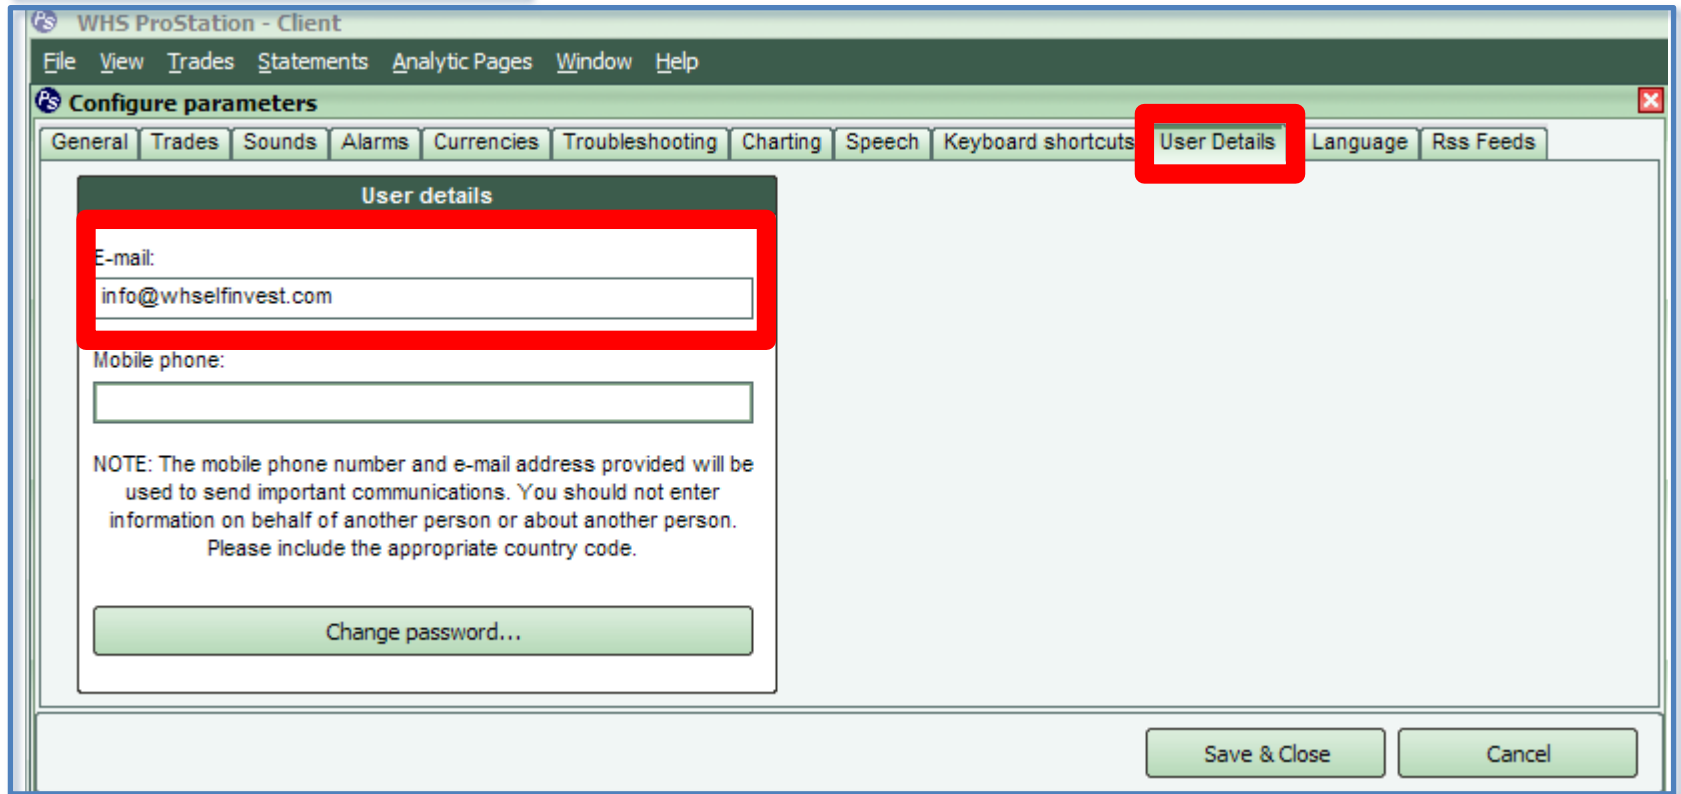 WHS ProStation - Client
File View Trades Statements Analytic Pages Window Help
Configure parameters
General Trades Sounds Alarms Currencies Troubleshooting Charting Speech Keyboard shortcuts User Details Language Rss Feeds
User details
E-mail:
info@whselfinvest.com
Mobile phone:
NOTE: The mobile phone number and e-mail address provided will be
used to send important communications. You should not enter
information on behalf of another person or about another person.
Please include the appropriate country code.
Change password...
Save & Close Cancel